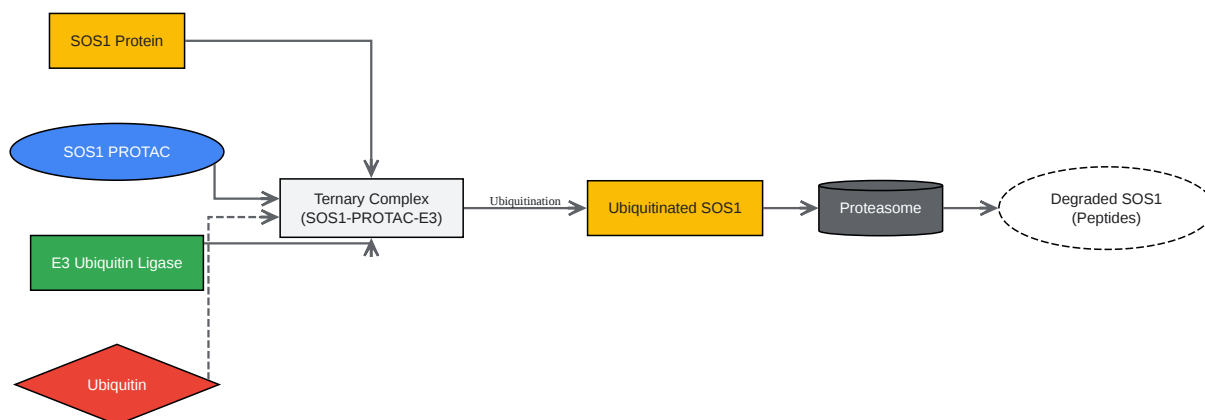 SOS1 Protein
SOS1 PROTAC
E3 Ubiquitin Ligase
Ubiquitin
Ternary Complex
(SOS1-PROTAC-E3)
Ubiquitination
Ubiquitinated SOS1
Proteasome
Degraded SOS1
(Peptides)